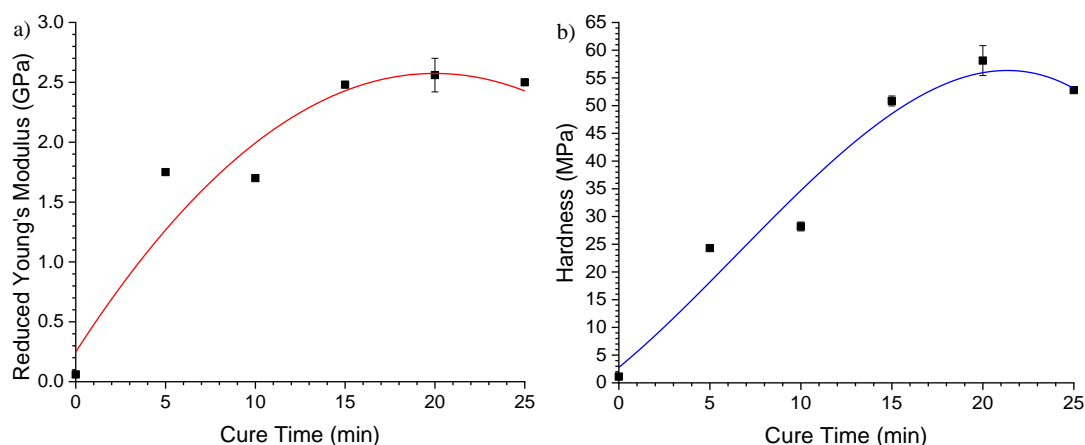 a)
Reduced Young's Modulus (GPa)
3.0
2.5
2.0
1.5
1.0
0.5
0.0
0 5 10 15 20 25
Cure Time (min)
b)
Hardness (MPa)
65
60
55
50
45
40
35
30
25
20
15
10
5
0
0 5 10 15 20 25
Cure Time (min)